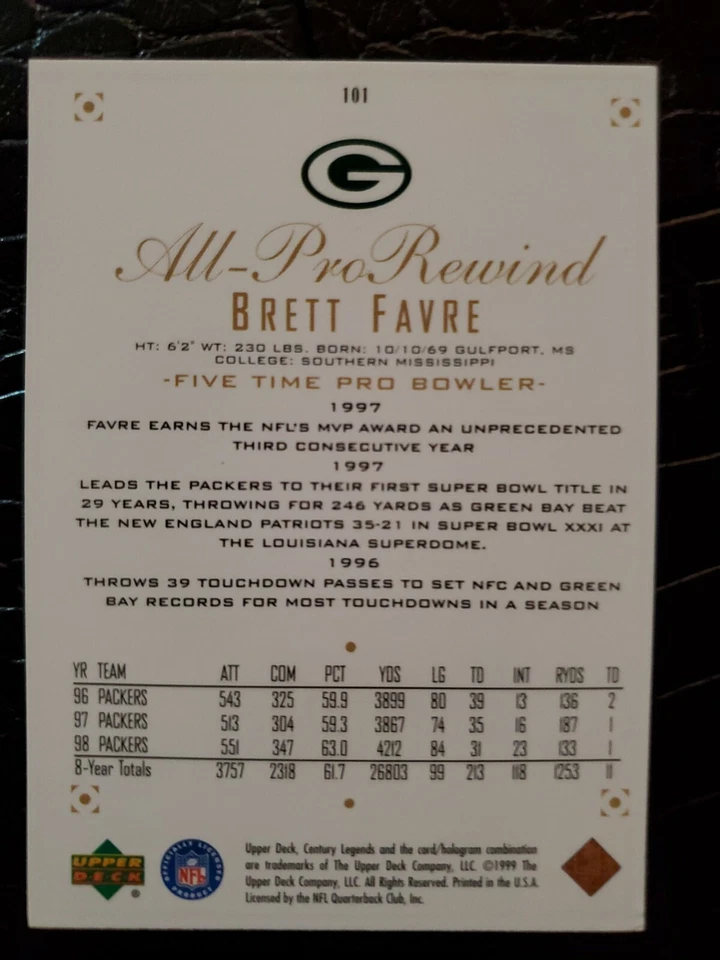 101
G
All-Pro Rewind
BRETT FAVRE
HT: 6'2" WT: 230 LBS. BORN: 10/10/69 GULFPORT, MS
COLLEGE: SOUTHERN MISSISSIPPI
-FIVE TIME PRO BOWLER-
1997
FAVRE EARNS THE NFL'S MVP AWARD AN UNPRECEDENTED
THIRD CONSECUTIVE YEAR
1997
LEADS THE PACKERS TO THEIR FIRST SUPER BOWL TITLE IN
29 YEARS, THROWING FOR 246 YARDS AS GREEN BAY BEAT
THE NEW ENGLAND PATRIOTS 35-21 IN SUPER BOWL XXXI AT
THE LOUISIANA SUPERDOME.
1996
THROWS 39 TOUCHDOWN PASSES TO SET NFC AND GREEN
BAY RECORDS FOR MOST TOUCHDOWNS IN A SEASON
YR TEAM ATT COM PCT YDS LG TD INT RYDS TD
96 PACKERS 543 325 59.9 3899 80 39 13 136 2
97 PACKERS 513 304 59.3 3867 74 35 16 187 1
98 PACKERS 551 347 63.0 4212 84 31 23 133 1
8-Year Totals 3757 2318 61.7 26803 99 213 118 1253 11
UPPER DECK ®
OFFICIALLY LICENSED NFL PRODUCT
Upper Deck, Century Legends and the card/hologram combination
are trademarks of The Upper Deck Company, LLC. ©1999 The
Upper Deck Company, LLC. All Rights Reserved. Printed in the U.S.A.
Licensed by the NFL Quarterback Club, Inc.